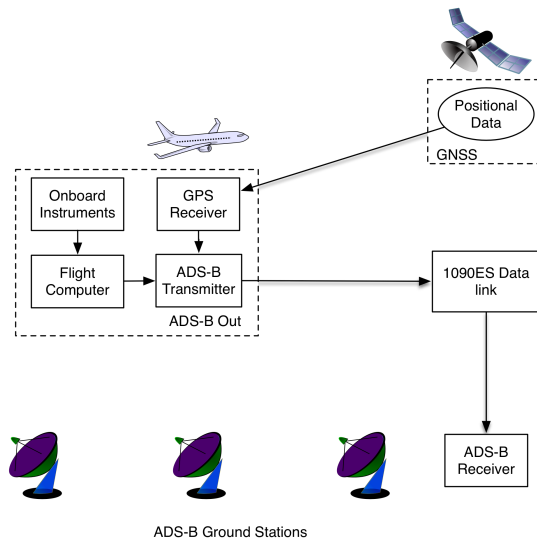 Positional
Data
GNSS
Onboard
Instruments
GPS
Receiver
Flight
Computer
ADS-B
Transmitter
ADS-B Out
1090ES Data
link
ADS-B
Receiver
ADS-B Ground Stations